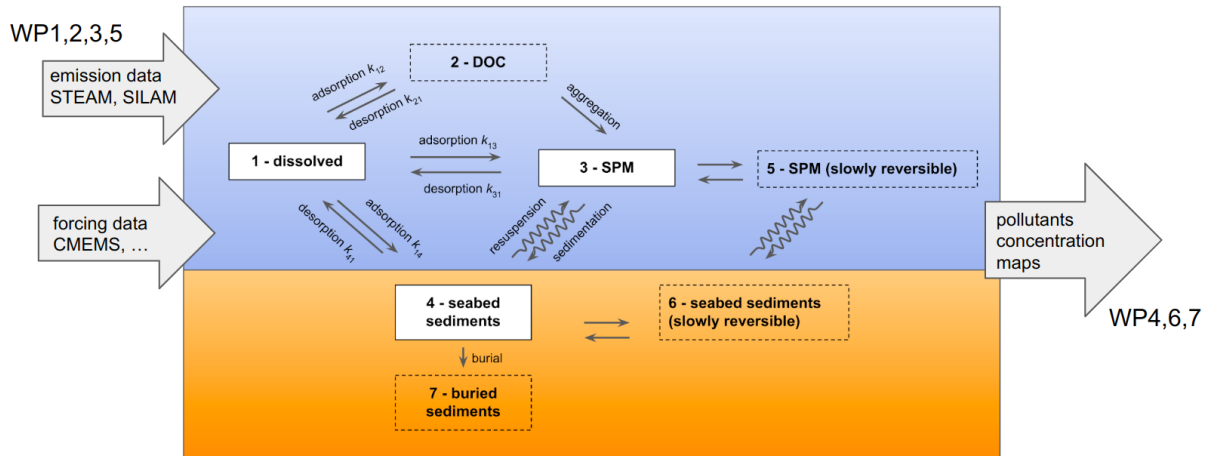 WP1,2,3,5
emission data
STEAM, SILAM
2 - DOC
adsorption k12
desorption k21
aggregation
1 - dissolved
adsorption k13
desorption k31
3 - SPM
5 - SPM (slowly reversible)
forcing data
CMEMS, …
desorption k41
adsorption k14
resuspension
sedimentation
pollutants
concentration
maps
WP4,6,7
4 - seabed
sediments
6 - seabed sediments
(slowly reversible)
burial
7 - buried
sediments